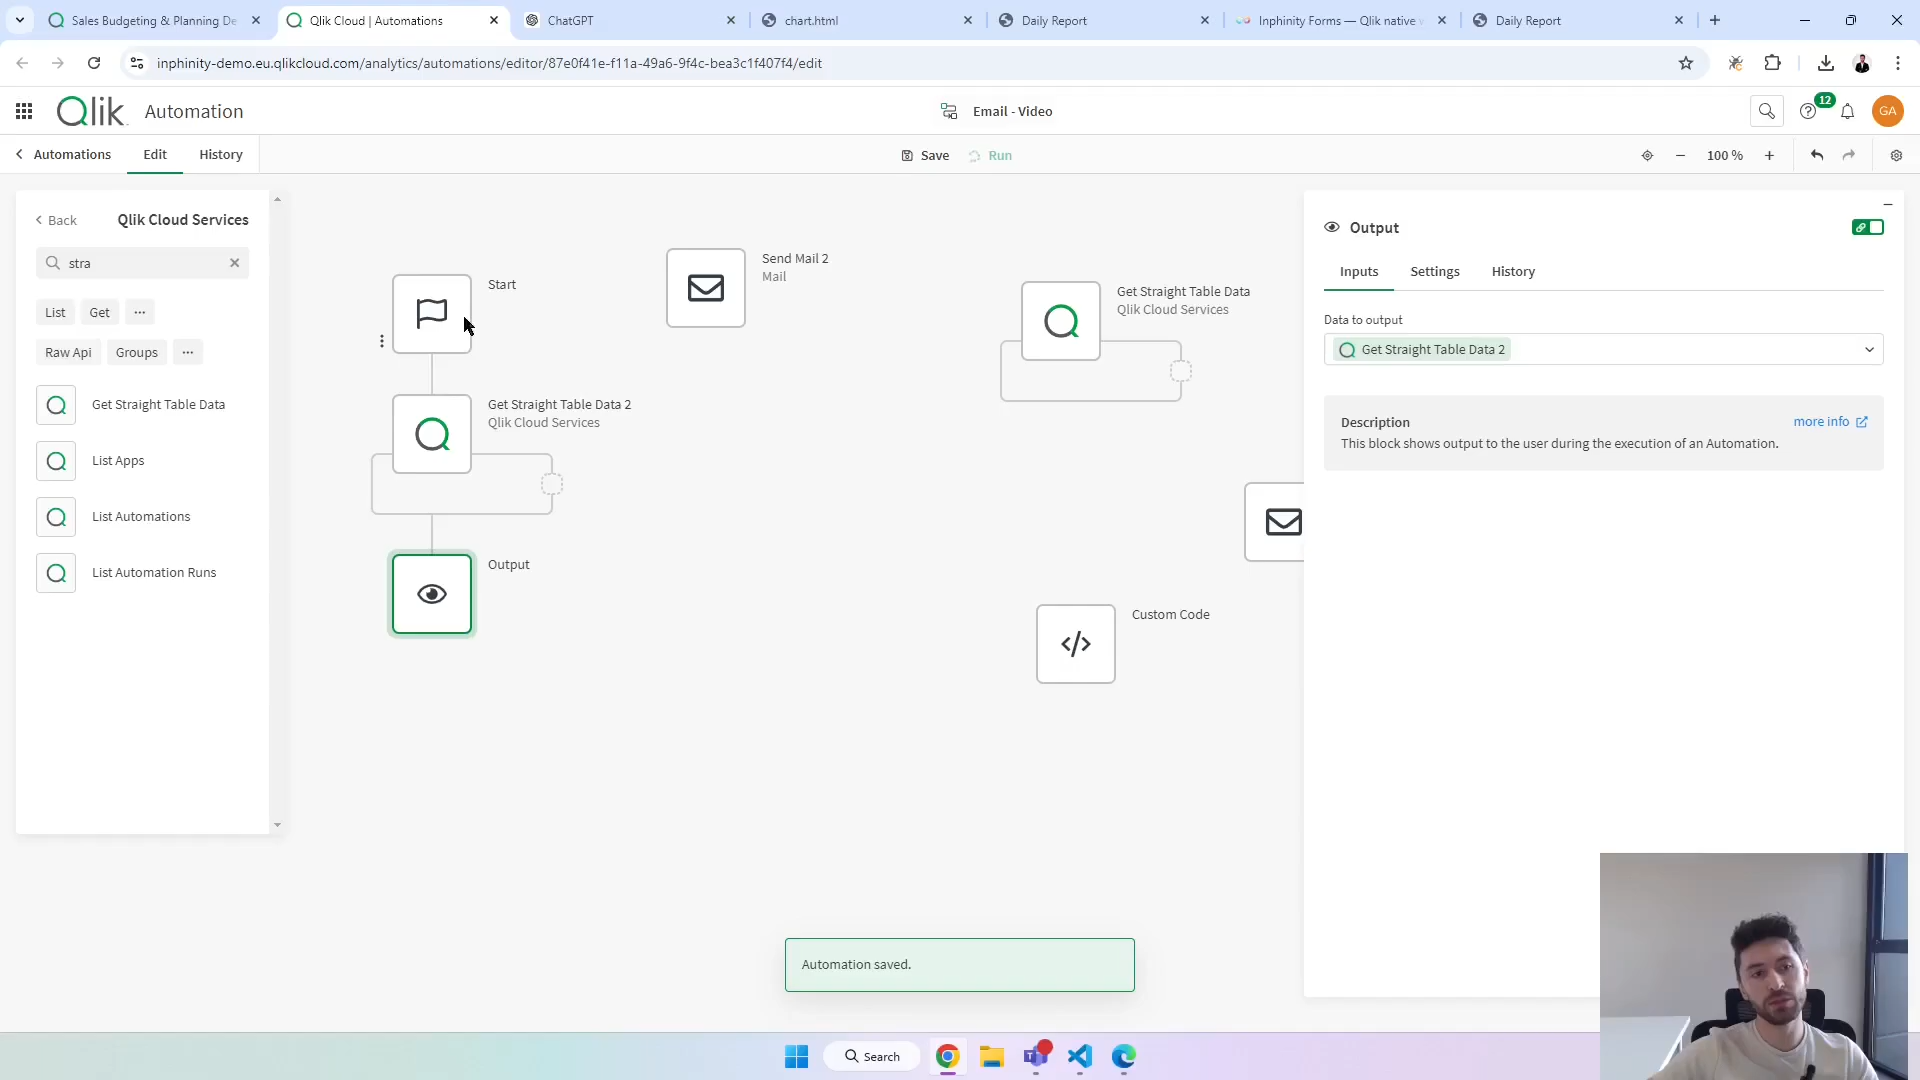 Sales Budgeting & Planning De
Qlik Cloud | Automations
ChatGPT
chart.html
Daily Report
Inphinity Forms — Qlik native
Daily Report
inphinity-demo.eu.qlikcloud.com/analytics/automations/editor/87e0f41e-f11a-49a6-9f4c-bea3c1f407f4/edit
Qlik
Automation
Email - Video
12
GA
Automations
Edit
History
Save
Run
100 %
Back
Qlik Cloud Services
stra
List
Get
Raw Api
Groups
Get Straight Table Data
List Apps
List Automations
List Automation Runs
Start
Get Straight Table Data 2
Qlik Cloud Services
Output
Send Mail 2
Mail
Get Straight Table Data
Qlik Cloud Services
Custom Code
Output
Inputs
Settings
History
Data to output
Get Straight Table Data 2
Description
more info
This block shows output to the user during the execution of an Automation.
Automation saved.
Search